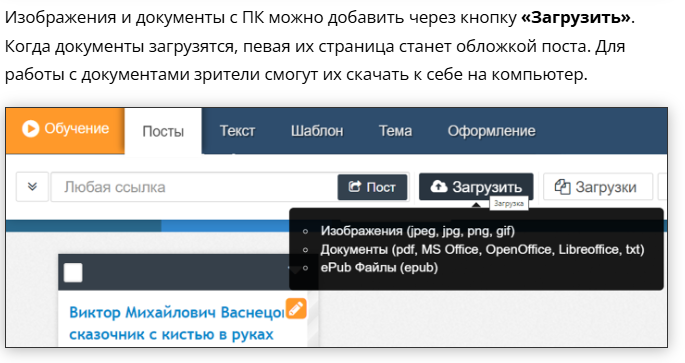 Изображения и документы с ПК можно добавить через кнопку «Загрузить».
Когда документы загрузятся, певая их страница станет обложкой поста. Для
работы с документами зрители смогут их скачать к себе на компьютер.
Обучение Посты Текст Шаблон Тема Оформление
Любая ссылка Пост Загрузить Загрузки
Загрузка
Изображения (jpeg, jpg, png, gif)
Документы (pdf, MS Office, OpenOffice, Libreoffice, txt)
ePub Файлы (epub)
Виктор Михайлович Васнецов
сказочник с кистью в руках